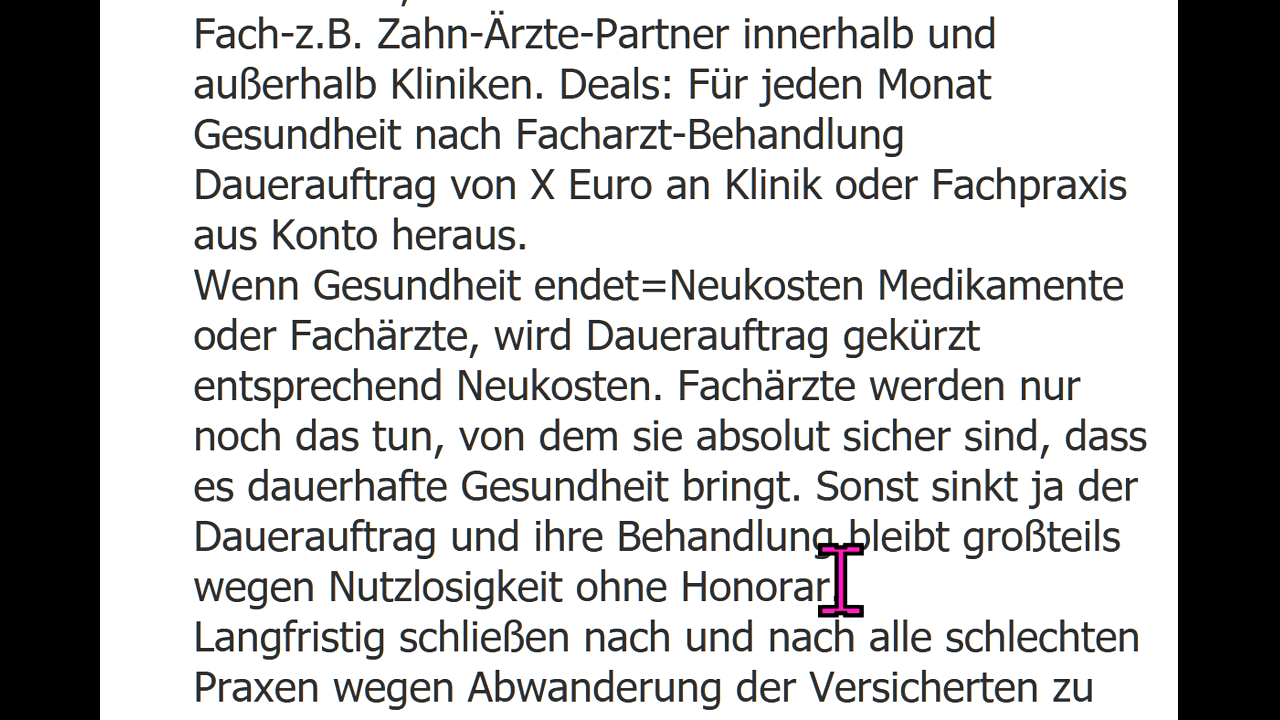 Fach-z.B. Zahn-Ärzte-Partner innerhalb und
außerhalb Kliniken. Deals: Für jeden Monat
Gesundheit nach Facharzt-Behandlung
Dauerauftrag von X Euro an Klinik oder Fachpraxis
aus Konto heraus.
Wenn Gesundheit endet=Neukosten Medikamente
oder Fachärzte, wird Dauerauftrag gekürzt
entsprechend Neukosten. Fachärzte werden nur
noch das tun, von dem sie absolut sicher sind, dass
es dauerhafte Gesundheit bringt. Sonst sinkt ja der
Dauerauftrag und ihre Behandlung bleibt großteils
wegen Nutzlosigkeit ohne Honorar.
Langfristig schließen nach und nach alle schlechten
Praxen wegen Abwanderung der Versicherten zu